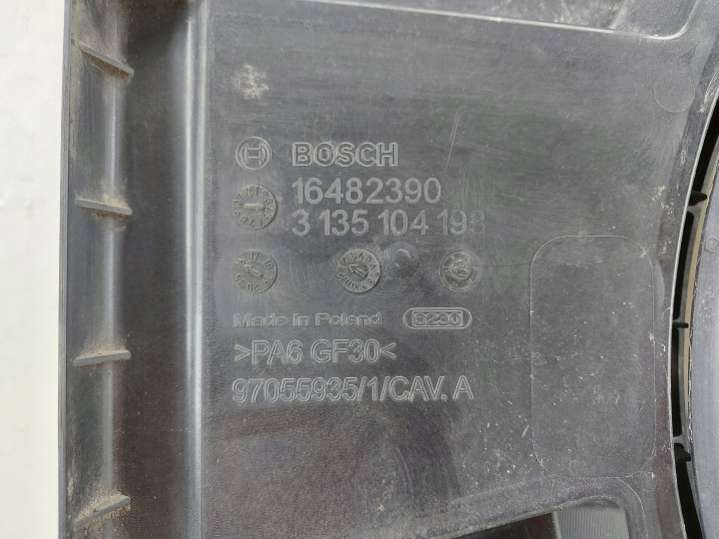 BOSCH
16482390
3 135 104 198
Made in Poland
>PA6 GF30<
97055935/1/CAV. A